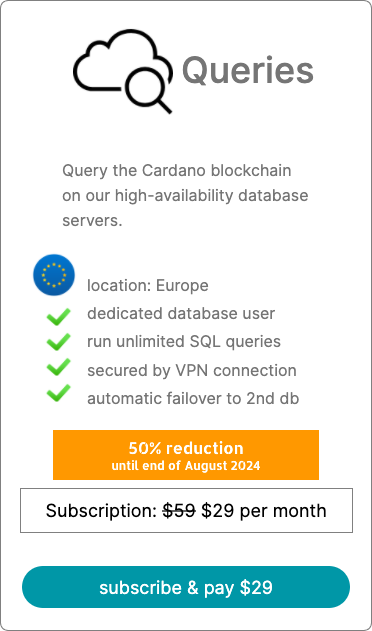 Queries
Query the Cardano blockchain
on our high-availability database
servers.
location: Europe
dedicated database user
run unlimited SQL queries
secured by VPN connection
automatic failover to 2nd db
50% reduction
until end of August 2024
Subscription: $59 $29 per month
subscribe & pay $29